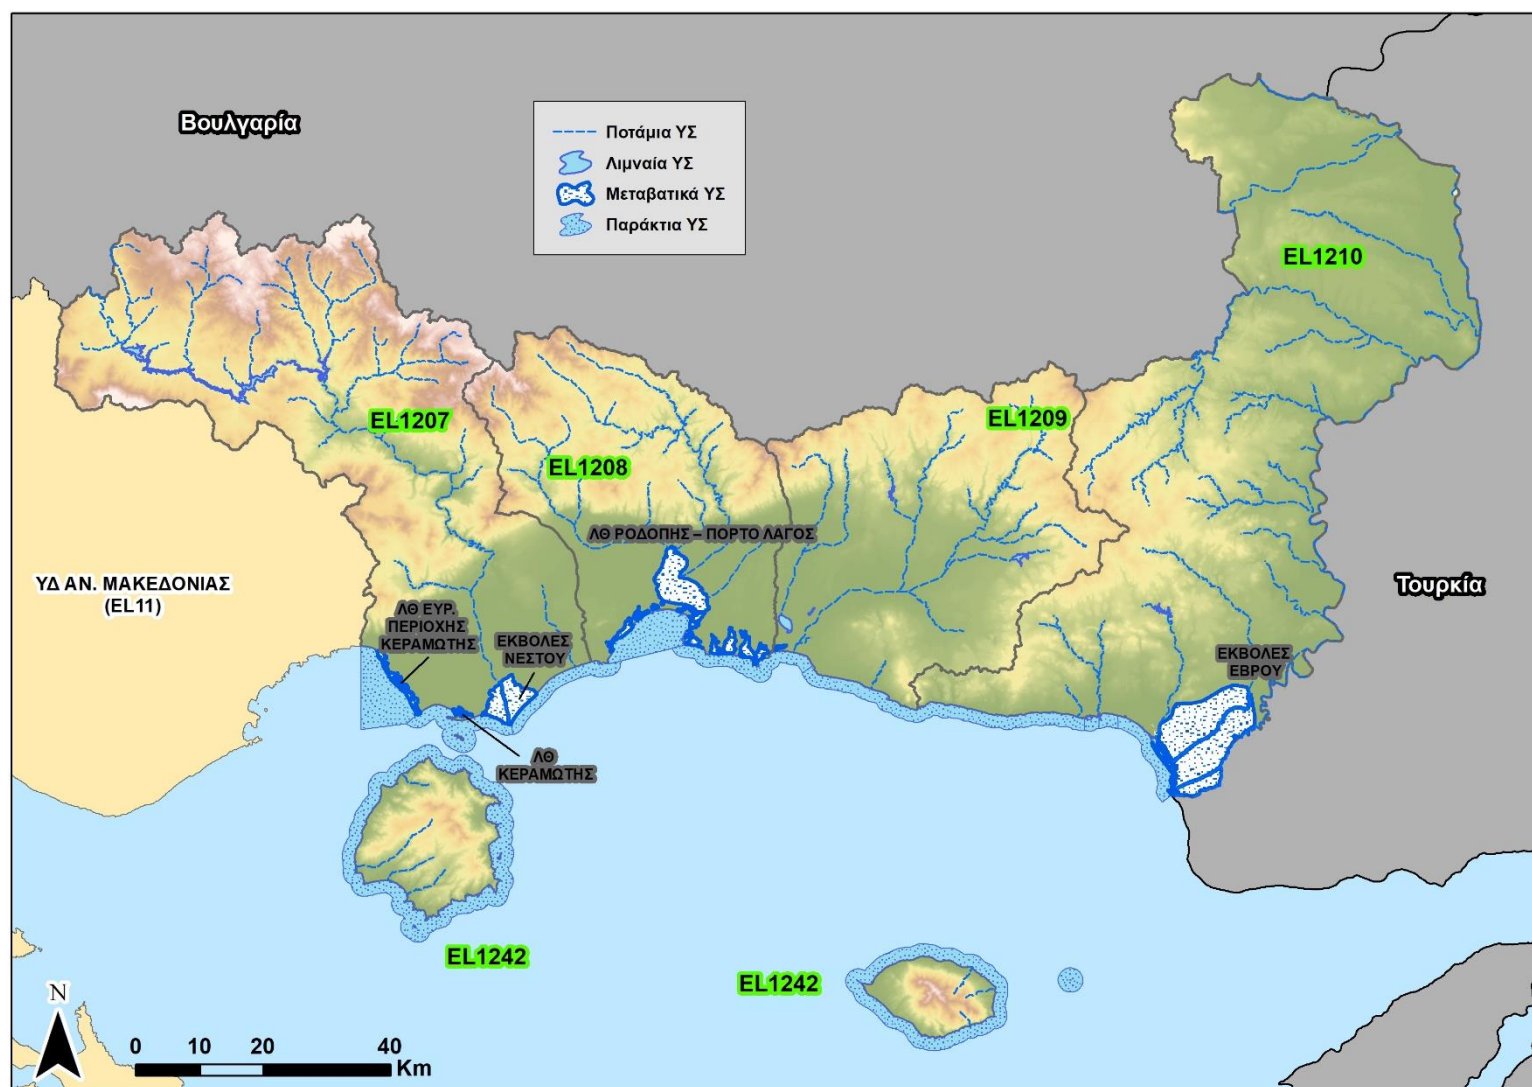 Βουλγαρία
Ποτάμια ΥΣ
Λιμναία ΥΣ
Μεταβατικά ΥΣ
Παράκτια ΥΣ
EL1210
EL1207
EL1209
EL1208
ΛΘ ΡΟΔΟΠΗΣ – ΠΟΡΤΟ ΛΑΓΟΣ
ΥΔ ΑΝ. ΜΑΚΕΔΟΝΙΑΣ
(EL11)
Τουρκία
ΛΘ ΕΥΡ.
ΠΕΡΙΟΧΗΣ
ΚΕΡΑΜΩΤΗΣ
ΕΚΒΟΛΕΣ
ΝΕΣΤΟΥ
ΕΚΒΟΛΕΣ
ΕΒΡΟΥ
ΛΘ
ΚΕΡΑΜΩΤΗΣ
EL1242
EL1242
N
0 10 20 40
Km